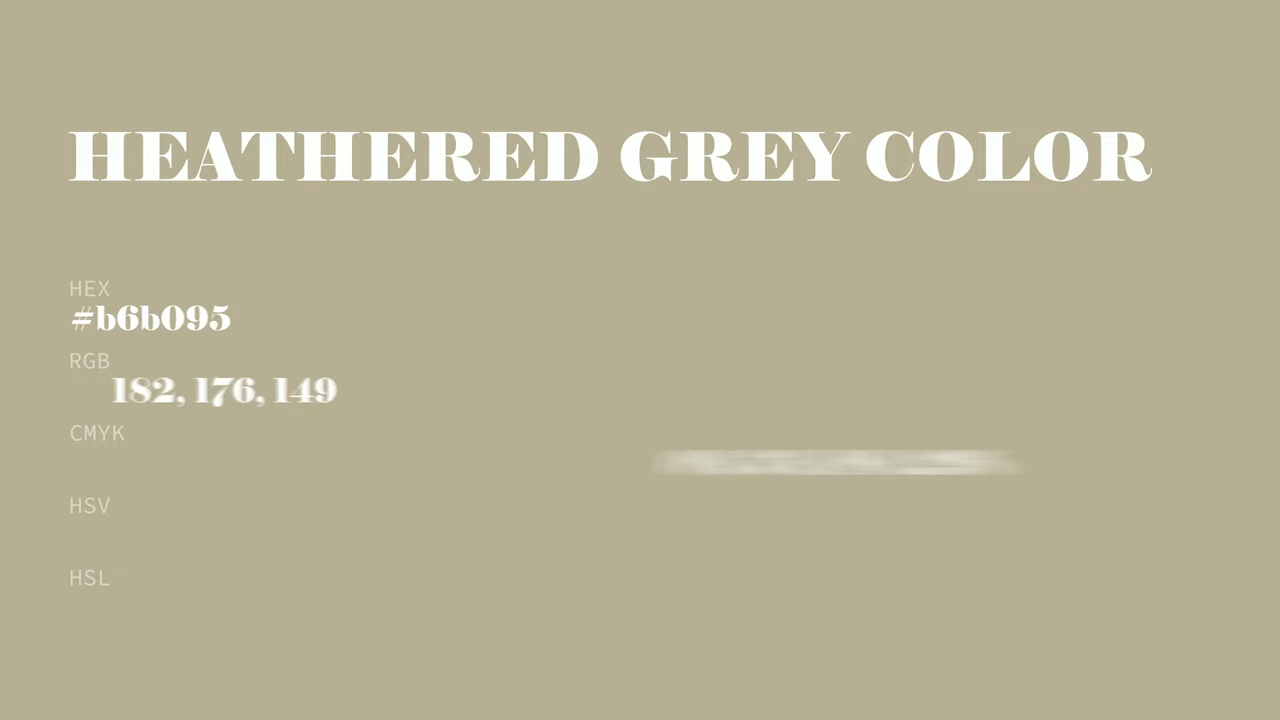 HEATHERED GREY COLOR
HEX
#b6b095
RGB
182, 176, 149
CMYK
HSV
HSL